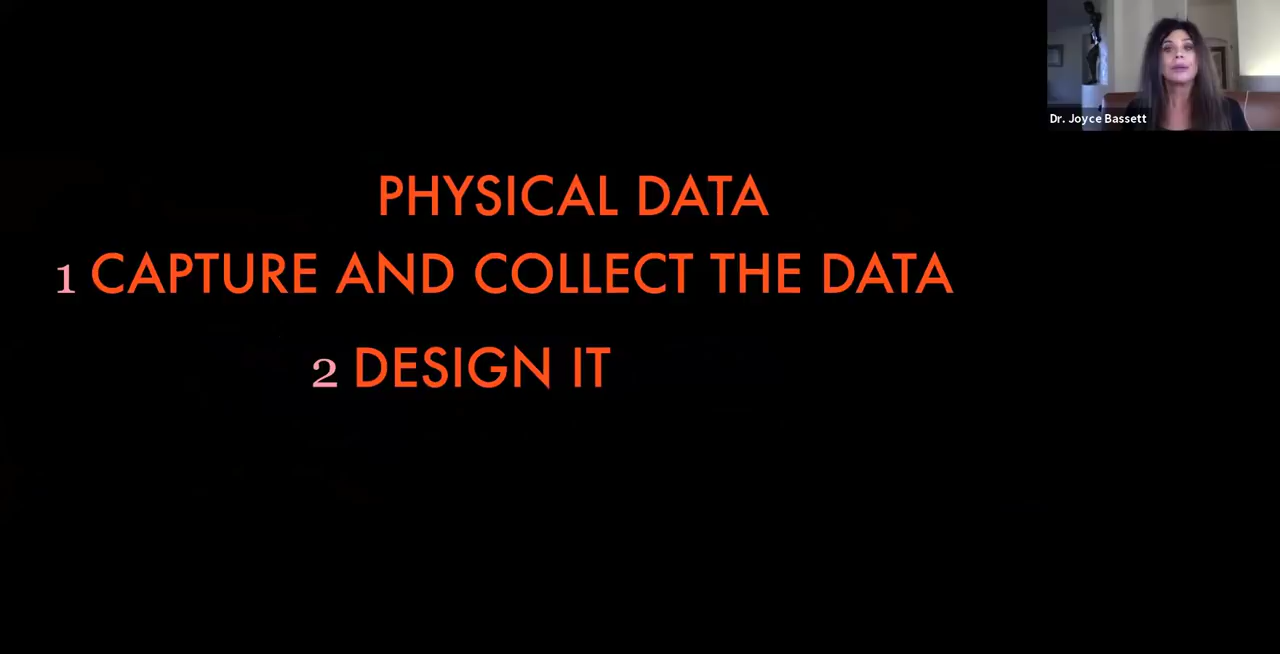 Dr. Joyce Bassett
PHYSICAL DATA
1 CAPTURE AND COLLECT THE DATA
2 DESIGN IT